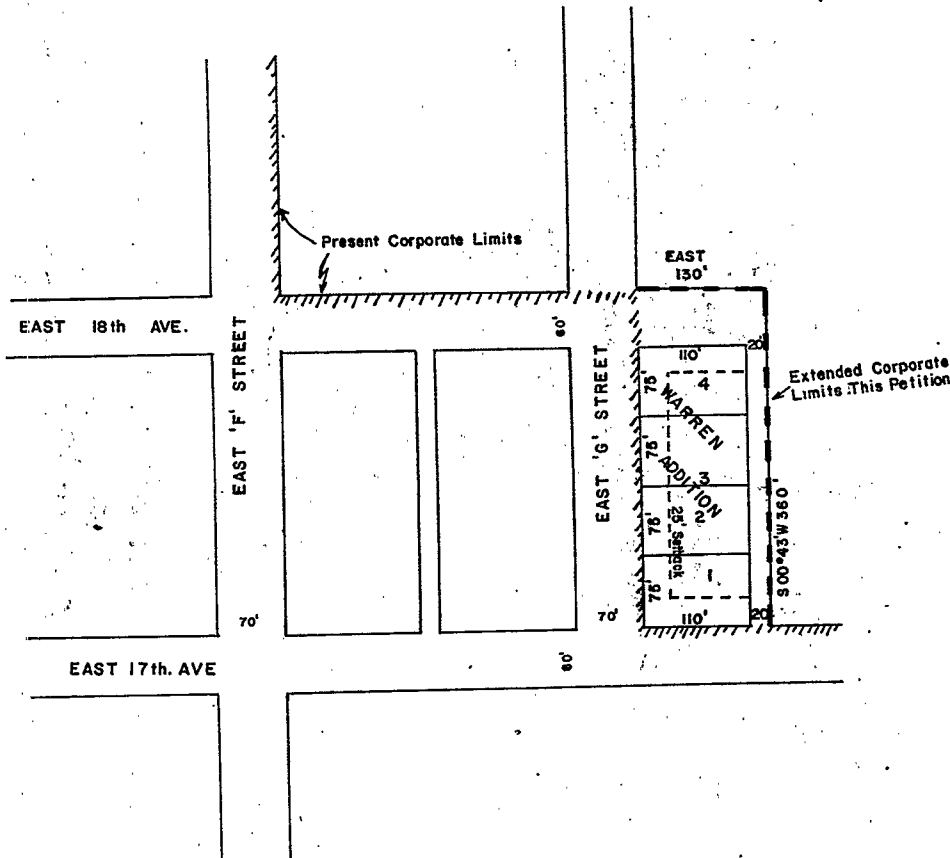 Present Corporate Limits
EAST
130'
EAST 18th AVE.
EAST 'F' STREET
60'
EAST 'G' STREET
110'
20'
Extended Corporate
Limits This Petition
75'
4
WARREN
ADDITION
75'
3
75'
2
25' Setback
75'
1
S 00°43'W 360'
70'
70'
110'
20'
EAST 17th. AVE
60'